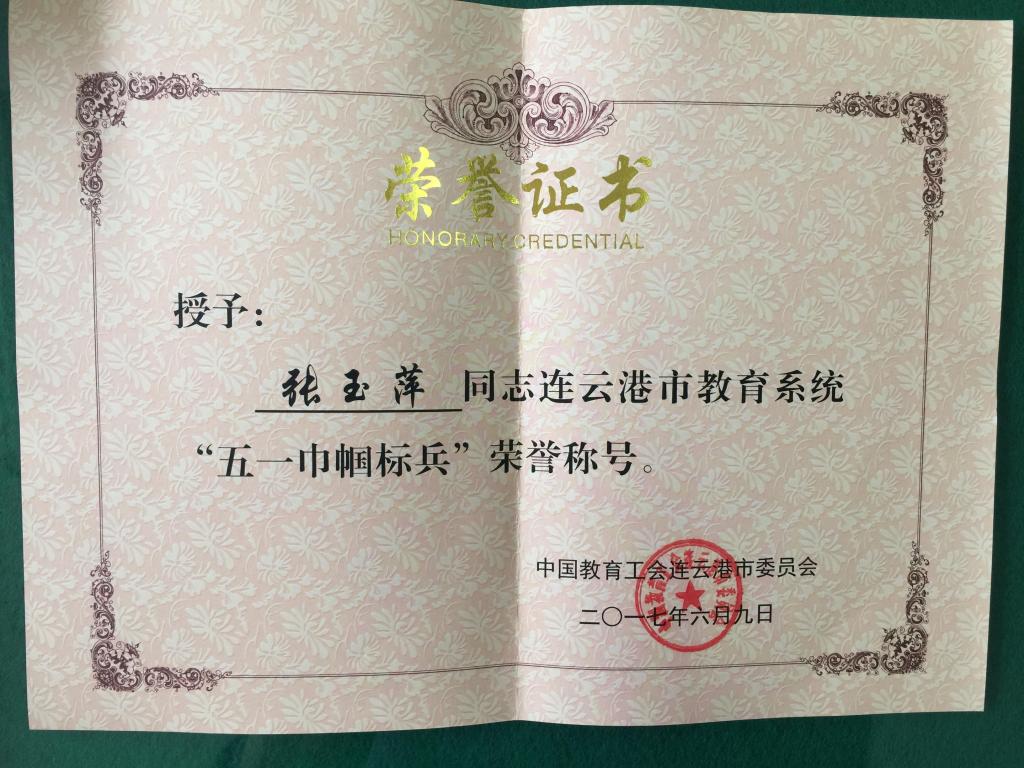 荣誉证书
HONORARY CREDENTIAL
授予：
张玉萍 同志连云港市教育系统
“五一巾帼标兵”荣誉称号。
中国教育工会连云港市委员会
二〇一七年六月九日